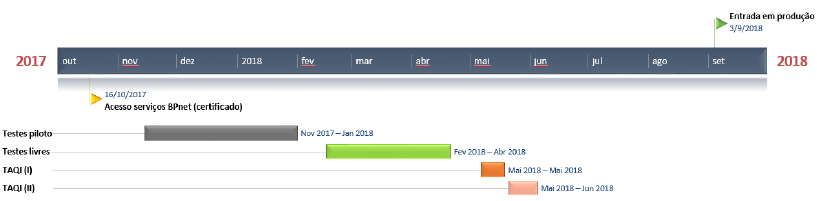 Entrada em produção
3/9/2018
2017 out nov dez 2018 fev mar abr mai jun jul ago set 2018
16/10/2017
Acesso serviços BPnet (certificado)
Testes piloto Nov 2017 – Jan 2018
Testes livres Fev 2018 – Abr 2018
TAQI (I) Mai 2018 – Mai 2018
TAQI (II) Mai 2018 – Jun 2018